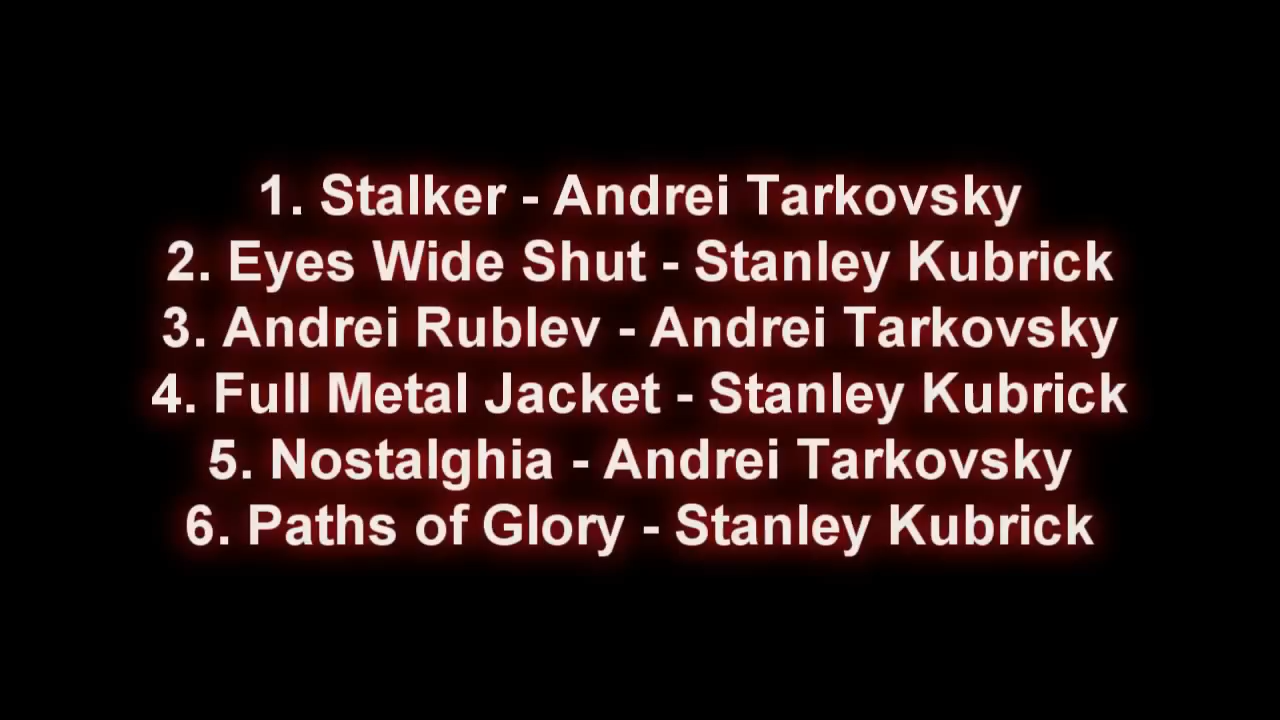 1. Stalker - Andrei Tarkovsky
2. Eyes Wide Shut - Stanley Kubrick
3. Andrei Rublev - Andrei Tarkovsky
4. Full Metal Jacket - Stanley Kubrick
5. Nostalghia - Andrei Tarkovsky
6. Paths of Glory - Stanley Kubrick